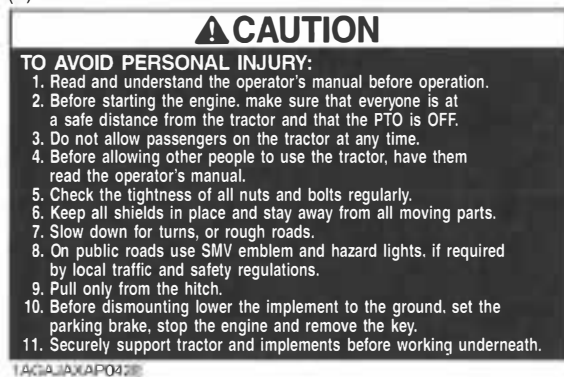 CAUTION
TO AVOID PERSONAL INJURY:
1. Read and understand the operator's manual before operation.
2. Before starting the engine, make sure that everyone is at
a safe distance from the tractor and that the PTO is OFF.
3. Do not allow passengers on the tractor at any time.
4. Before allowing other people to use the tractor, have them
read the operator's manual.
5. Check the tightness of all nuts and bolts regularly.
6. Keep all shields in place and stay away from all moving parts.
7. Slow down for turns, or rough roads.
8. On public roads use SMV emblem and hazard lights, if required
by local traffic and safety regulations.
9. Pull only from the hitch.
10. Before dismounting lower the implement to the ground, set the
parking brake, stop the engine and remove the key.
11. Securely support tractor and implements before working underneath.